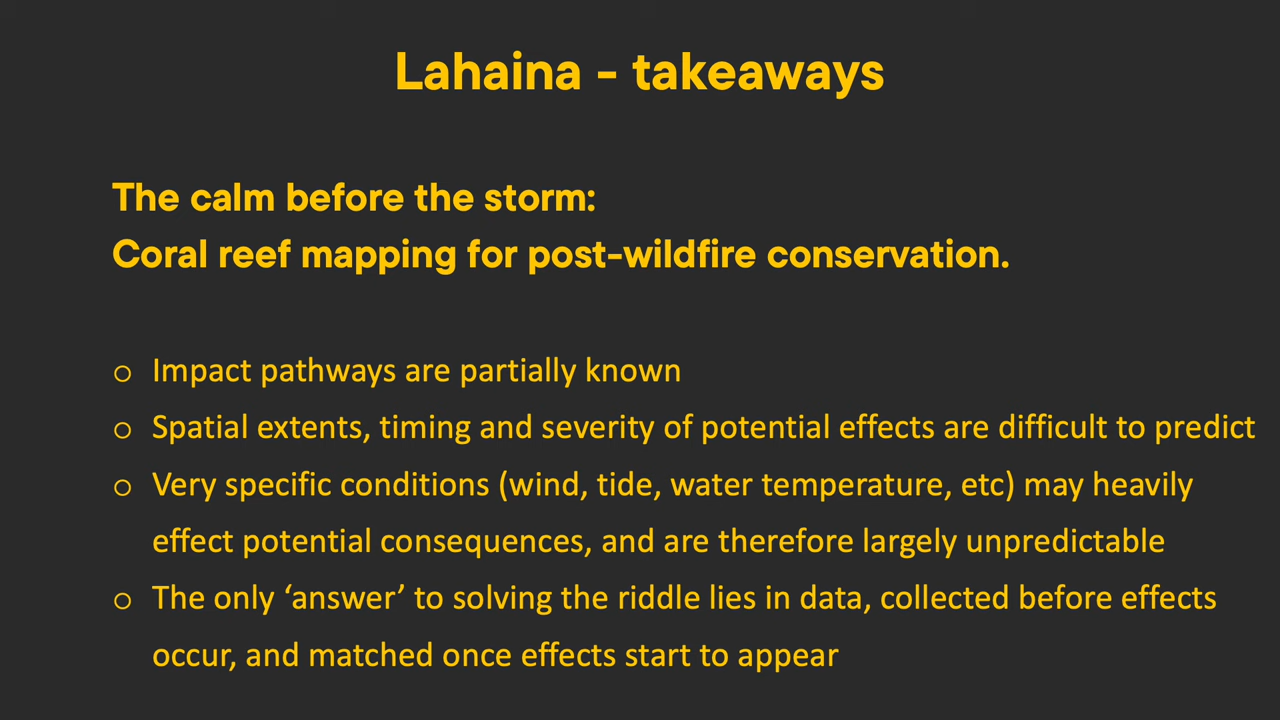 Lahaina - takeaways
The calm before the storm:
Coral reef mapping for post-wildfire conservation.
o Impact pathways are partially known
o Spatial extents, timing and severity of potential effects are difficult to predict
o Very specific conditions (wind, tide, water temperature, etc) may heavily
effect potential consequences, and are therefore largely unpredictable
o The only ‘answer’ to solving the riddle lies in data, collected before effects
occur, and matched once effects start to appear